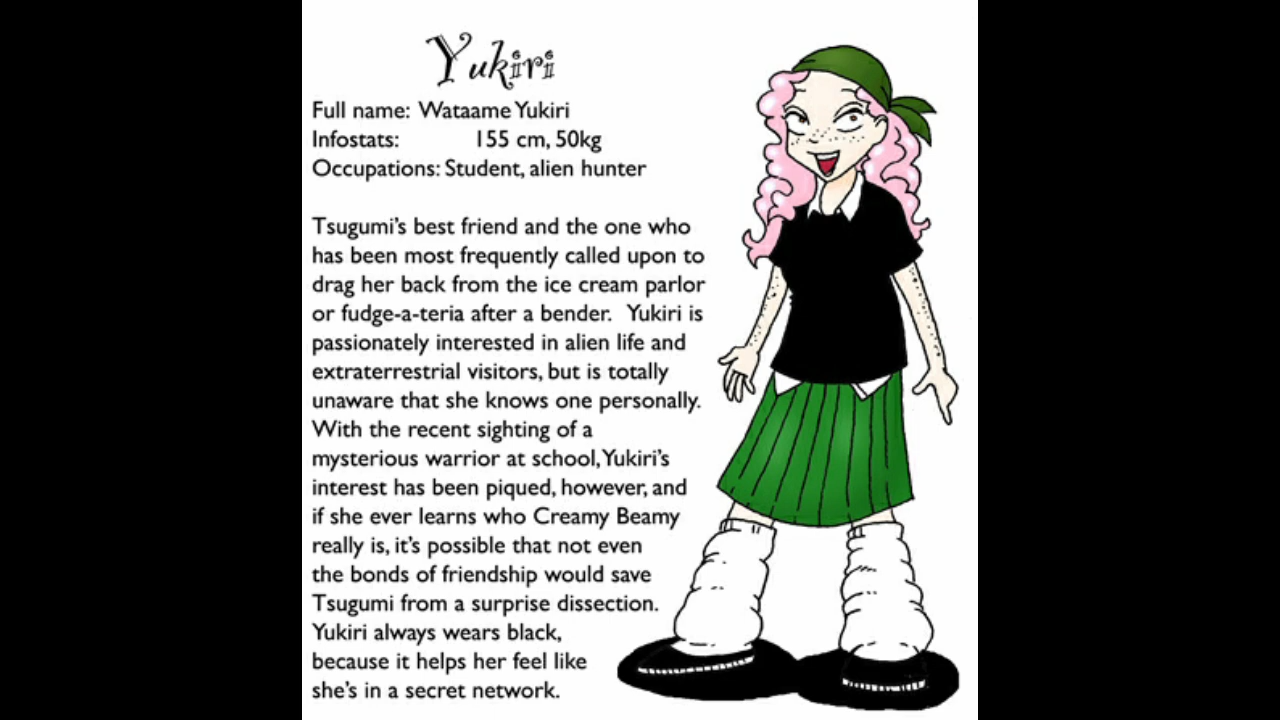 Yukiri
Full name: Wataame Yukiri
Infostats: 155 cm, 50kg
Occupations: Student, alien hunter
Tsugumi's best friend and the one who
has been most frequently called upon to
drag her back from the ice cream parlor
or fudge-a-teria after a bender. Yukiri is
passionately interested in alien life and
extraterrestrial visitors, but is totally
unaware that she knows one personally.
With the recent sighting of a
mysterious warrior at school, Yukiri's
interest has been piqued, however, and
if she ever learns who Creamy Beamy
really is, it's possible that not even
the bonds of friendship would save
Tsugumi from a surprise dissection.
Yukiri always wears black,
because it helps her feel like
she's in a secret network.